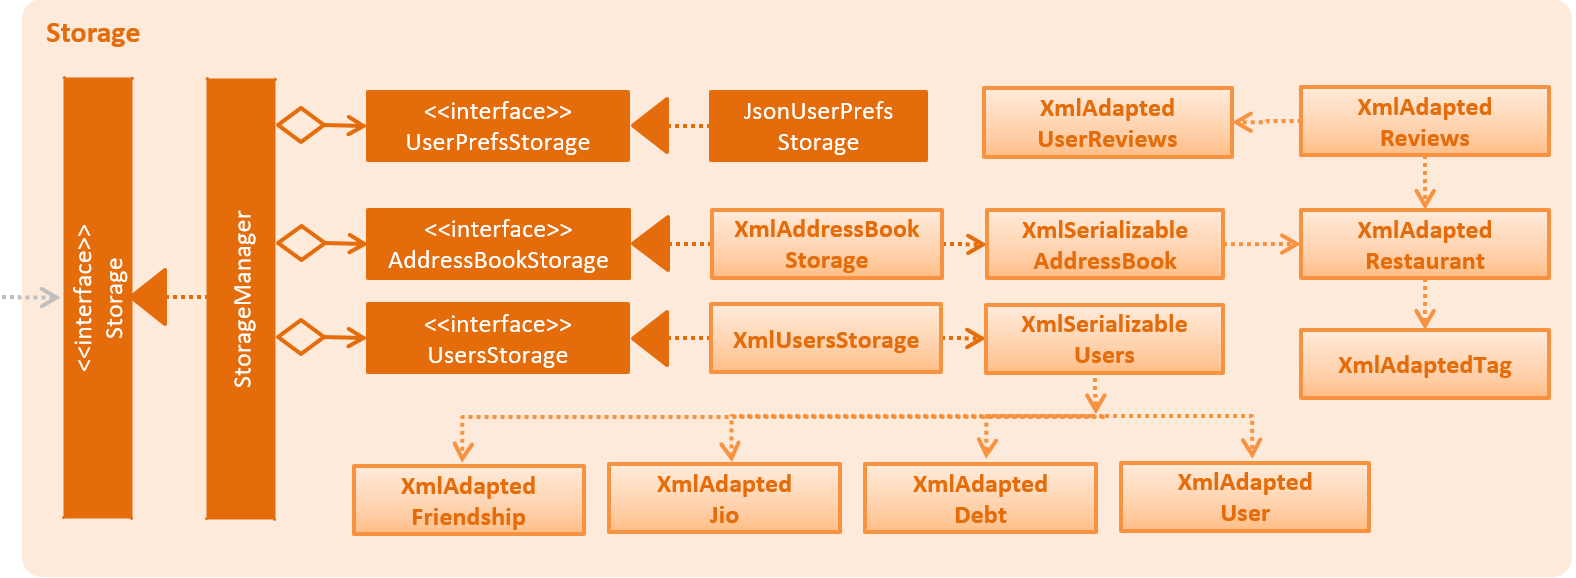 Storage
<<interface>>
Storage
StorageManager
<<interface>>
UserPrefsStorage
JsonUserPrefs
Storage
XmlAdapted
UserReviews
XmlAdapted
Reviews
<<interface>>
AddressBookStorage
XmlAddressBook
Storage
XmlSerializable
AddressBook
XmlAdapted
Restaurant
<<interface>>
UsersStorage
XmlUsersStorage
XmlSerializable
Users
XmlAdaptedTag
XmlAdapted
Friendship
XmlAdapted
Jio
XmlAdapted
Debt
XmlAdapted
User